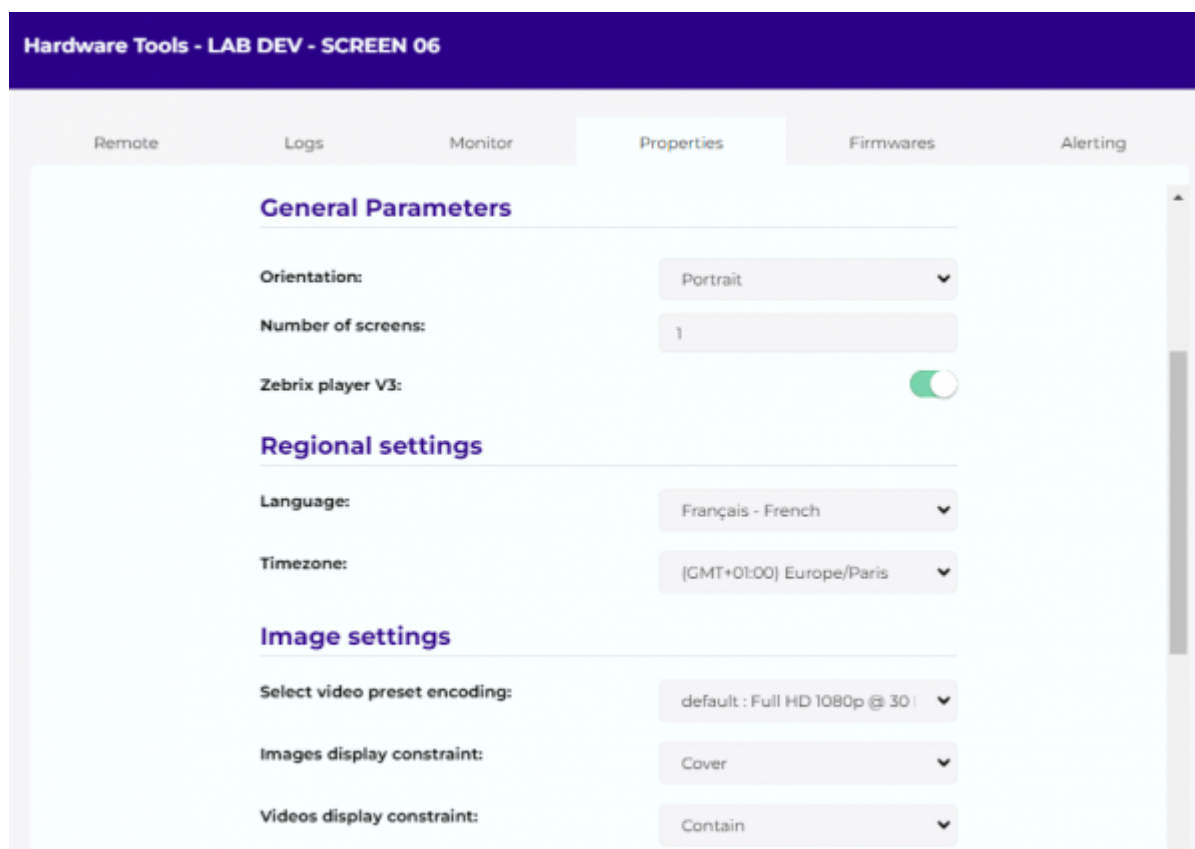 Hardware Tools - LAB DEV - SCREEN 06
Remote Logs Monitor Properties Firmwares Alerting
General Parameters
Orientation: Portrait
Number of screens: 1
Zebrix player V3:
Regional settings
Language: Français - French
Timezone: (GMT+01:00) Europe/Paris
Image settings
Select video preset encoding: default : Full HD 1080p @ 30
Images display constraint: Cover
Videos display constraint: Contain